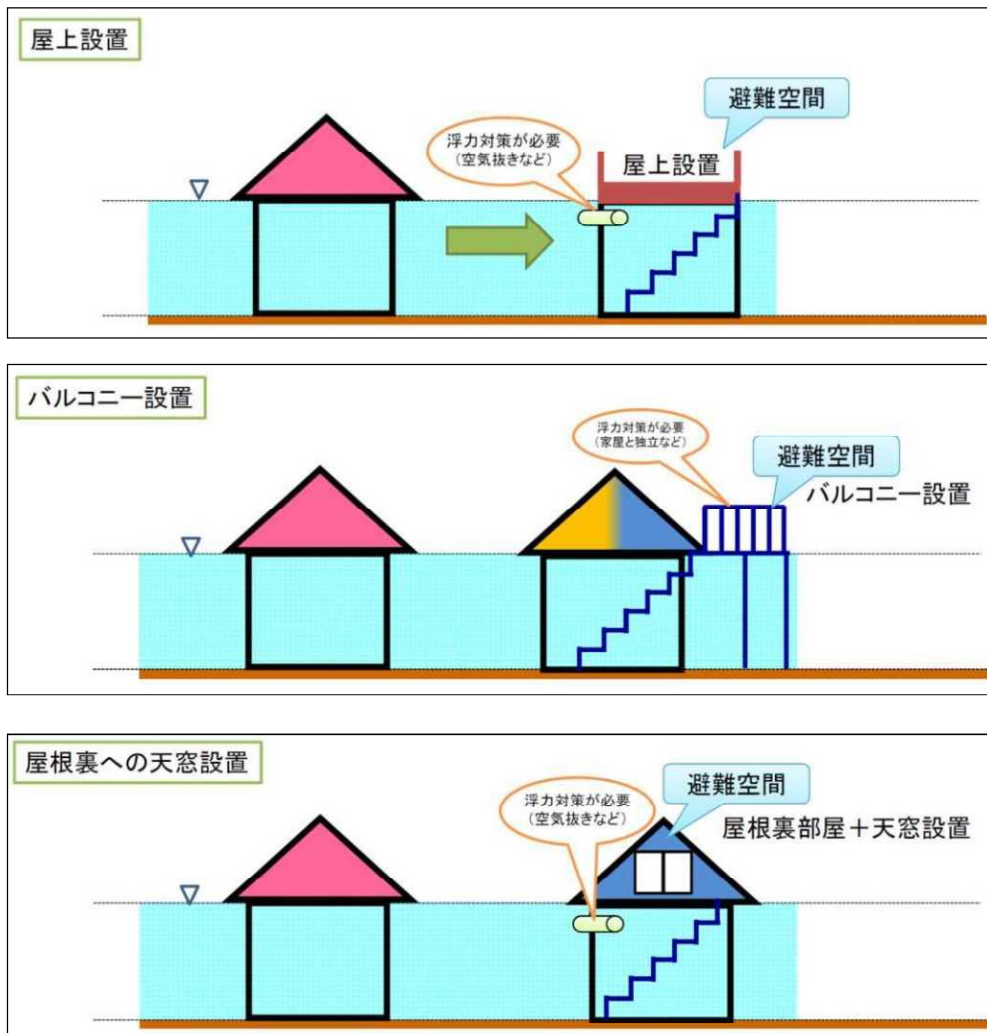 屋上設置
避難空間
浮力対策が必要
(空気抜きなど)
屋上設置
バルコニー設置
浮力対策が必要
(家屋と独立など)
避難空間
バルコニー設置
屋根裏への天窓設置
避難空間
浮力対策が必要
(空気抜きなど)
屋根裏部屋+天窓設置